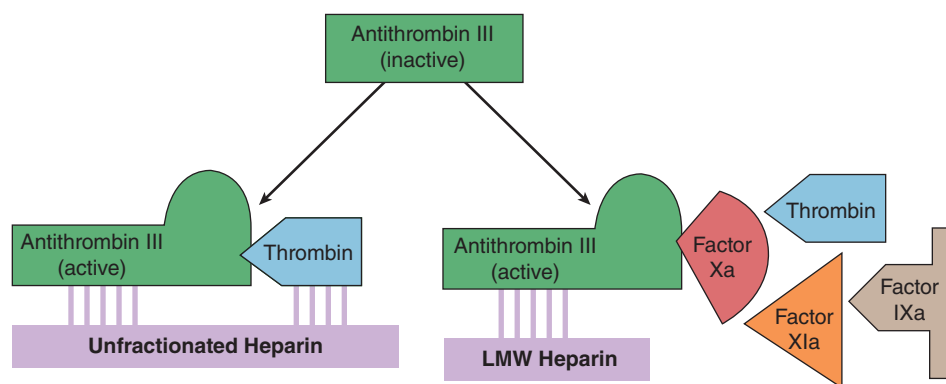 Antithrombin III
(inactive)
Antithrombin III
(active)
Thrombin
Unfractionated Heparin
Antithrombin III
(active)
Factor
Xa
Thrombin
Factor
XIa
Factor
IXa
LMW Heparin